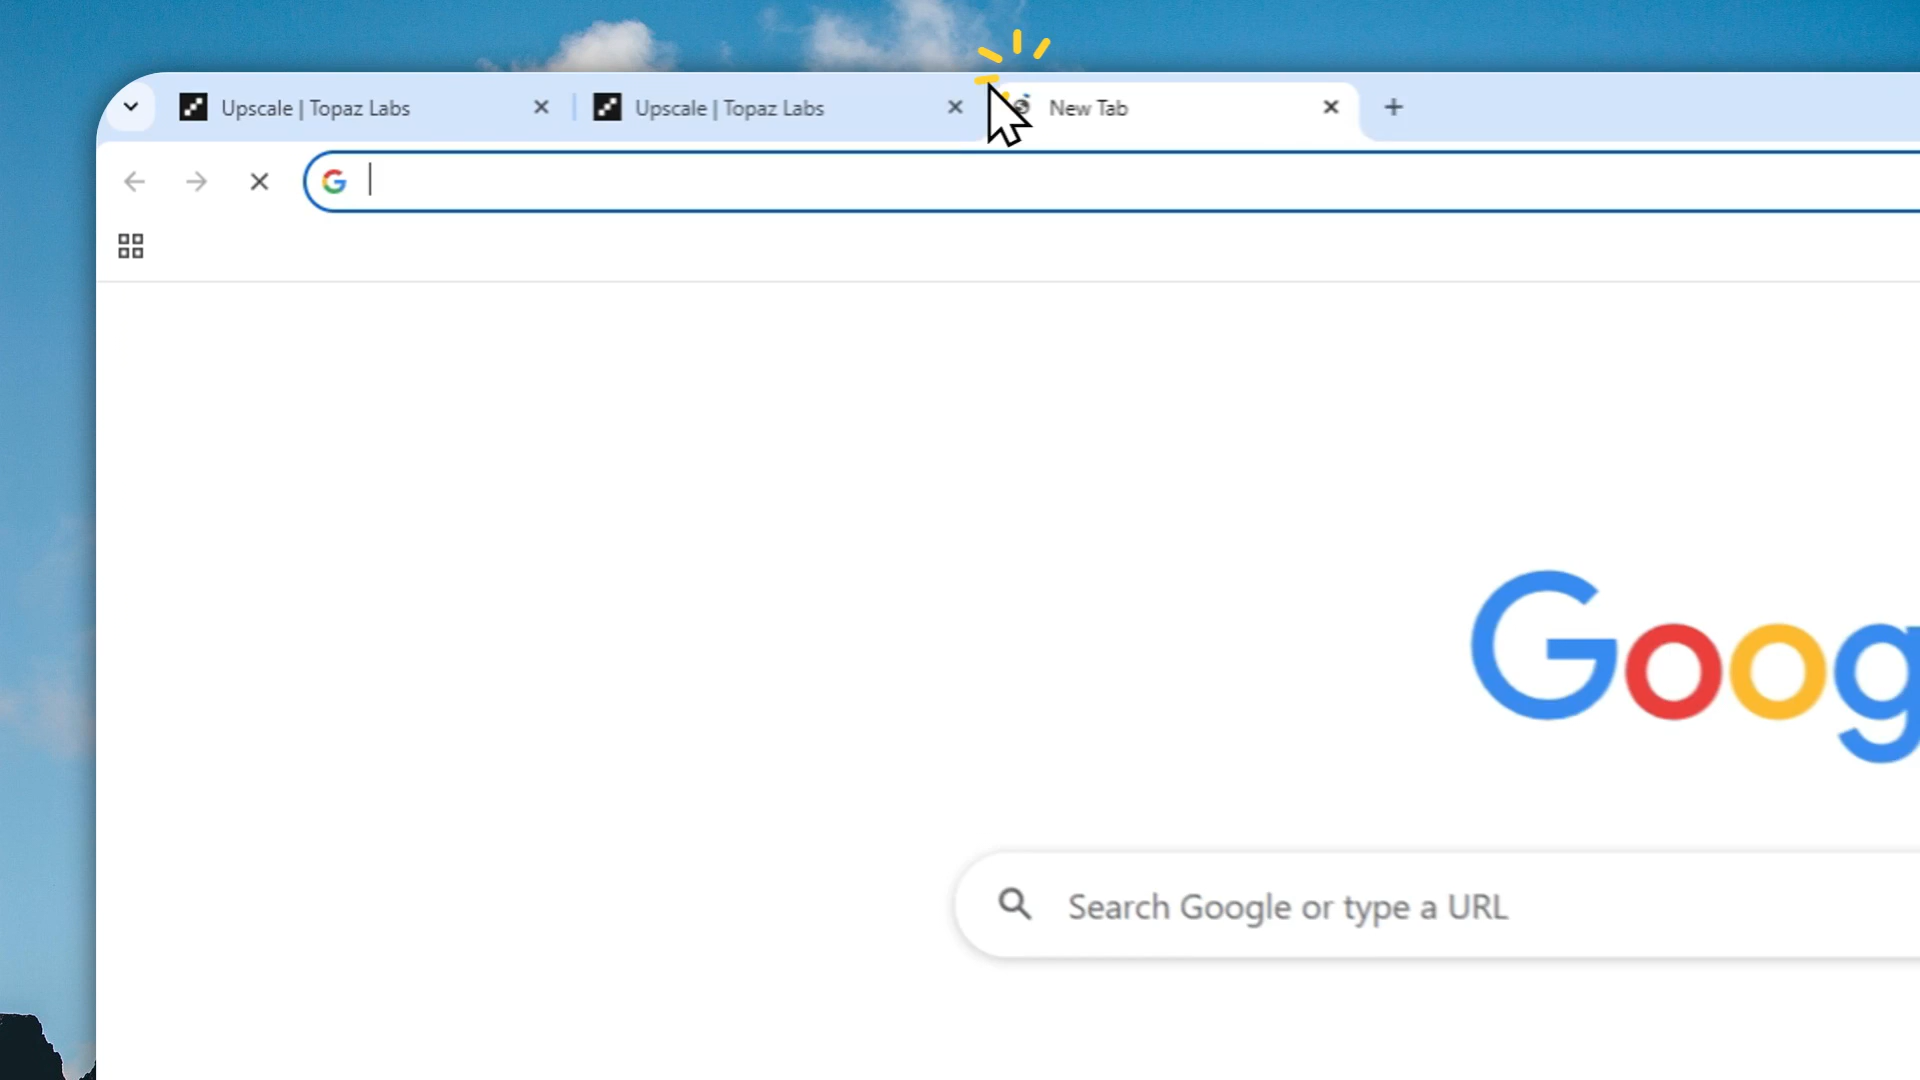 Upscale | Topaz Labs
Upscale | Topaz Labs
New Tab
Goog
Search Google or type a URL